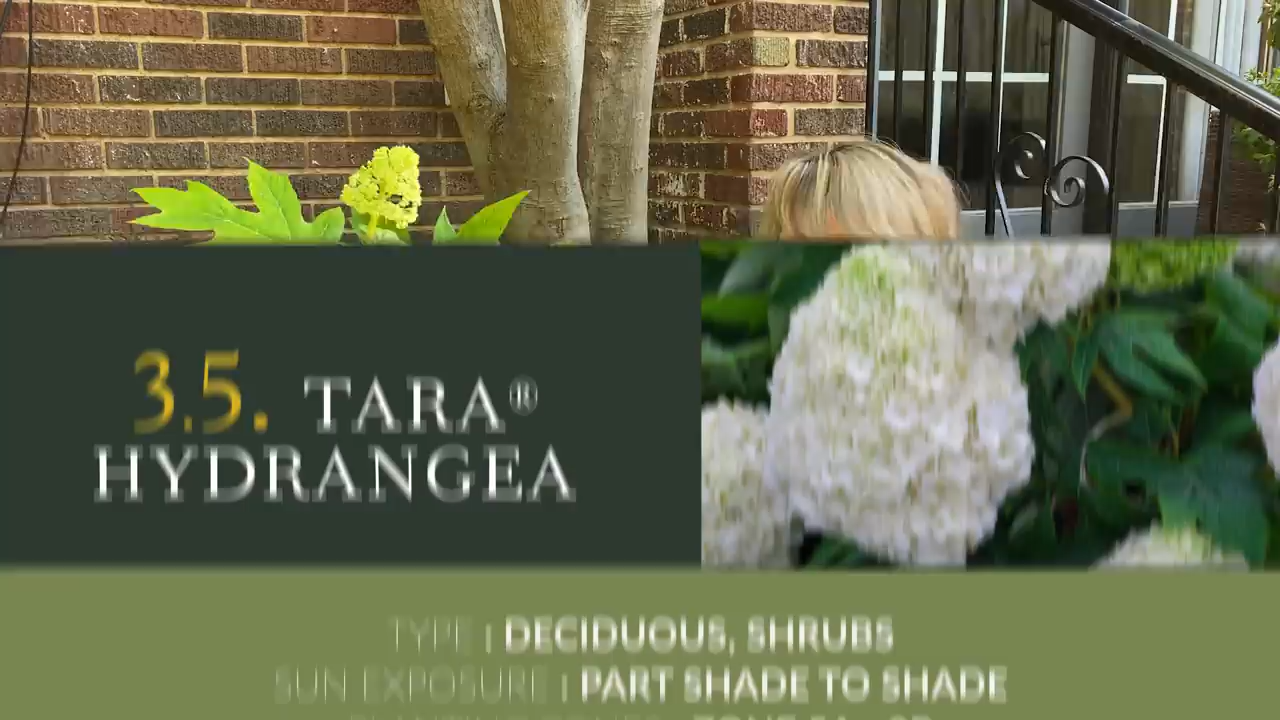 3.5. TARA®
HYDRANGEA
TYPE | DECIDUOUS, SHRUBS
SUN EXPOSURE | PART SHADE TO SHADE